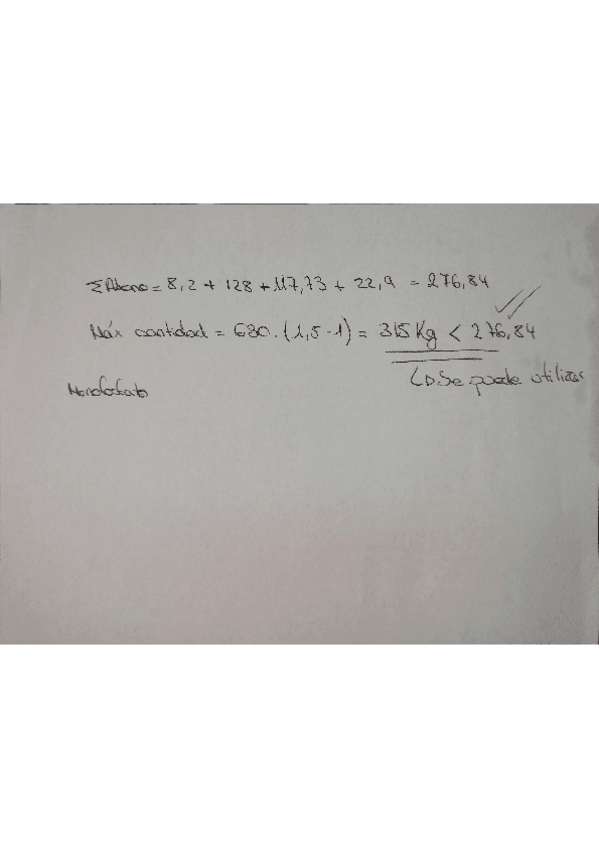 ΣAbono = 8,2 + 128 + 117,73 + 22,9 = 276,84
Máx cantidad = 630 · (1,5 - 1) = 315 Kg < 276,84
↳ Se puede utilizar
Monofosfato